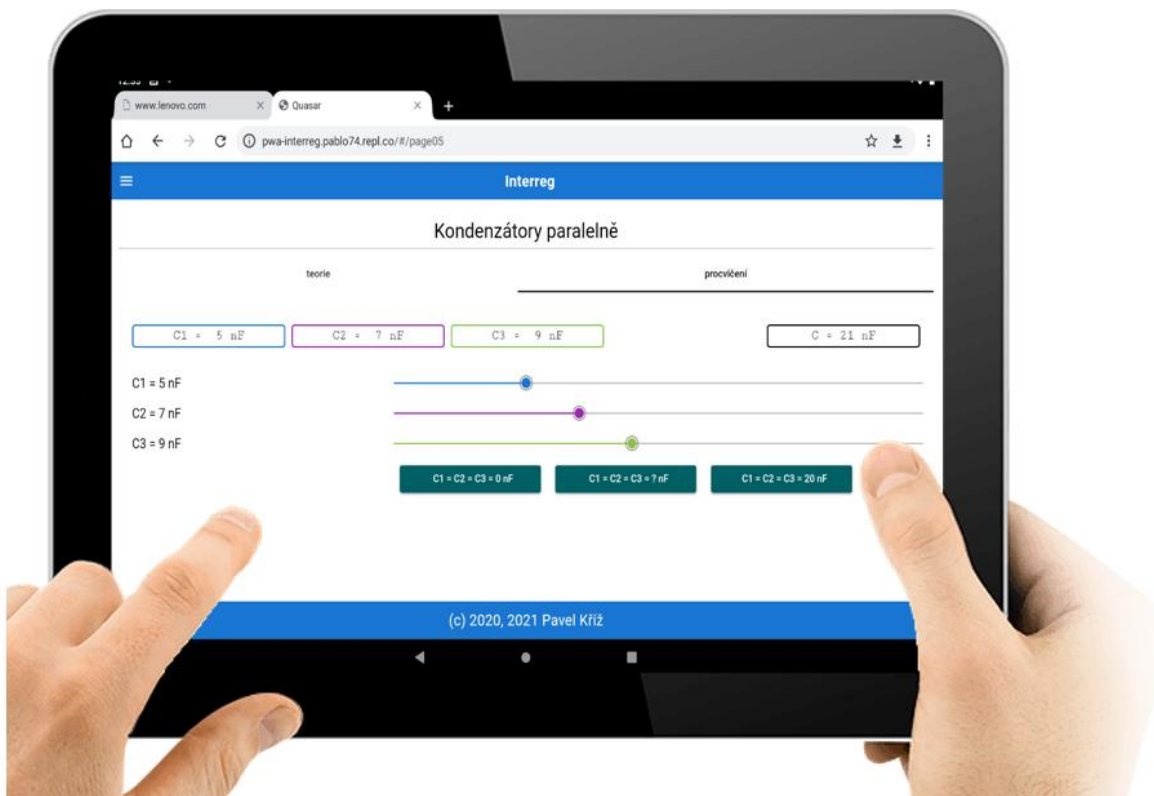 www.lenovo.com
Quasar
pwa-interreg.pablo74.repl.co/#/page05
Interreg
Kondenzátory paralelně
teorie
procvičení
C1 = 5 nF
C2 = 7 nF
C3 = 9 nF
C = 21 nF
C1 = 5 nF
C2 = 7 nF
C3 = 9 nF
C1 = C2 = C3 = 0 nF
C1 = C2 = C3 = ? nF
C1 = C2 = C3 = 20 nF
(c) 2020, 2021 Pavel Kříž